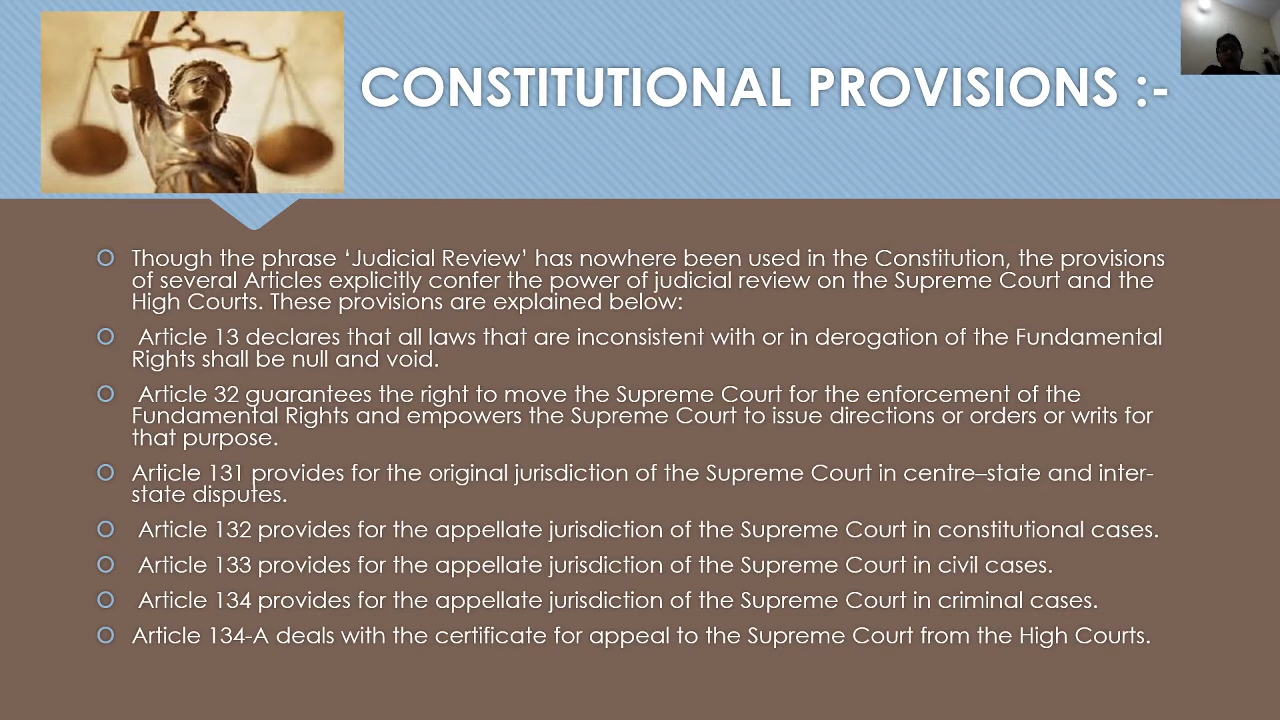 CONSTITUTIONAL PROVISIONS :-
O Though the phrase ‘Judicial Review’ has nowhere been used in the Constitution, the provisions
of several Articles explicitly confer the power of judicial review on the Supreme Court and the
High Courts. These provisions are explained below:
O Article 13 declares that all laws that are inconsistent with or in derogation of the Fundamental
Rights shall be null and void.
O Article 32 guarantees the right to move the Supreme Court for the enforcement of the
Fundamental Rights and empowers the Supreme Court to issue directions or orders or writs for
that purpose.
O Article 131 provides for the original jurisdiction of the Supreme Court in centre–state and inter-
state disputes.
O Article 132 provides for the appellate jurisdiction of the Supreme Court in constitutional cases.
O Article 133 provides for the appellate jurisdiction of the Supreme Court in civil cases.
O Article 134 provides for the appellate jurisdiction of the Supreme Court in criminal cases.
O Article 134-A deals with the certificate for appeal to the Supreme Court from the High Courts.